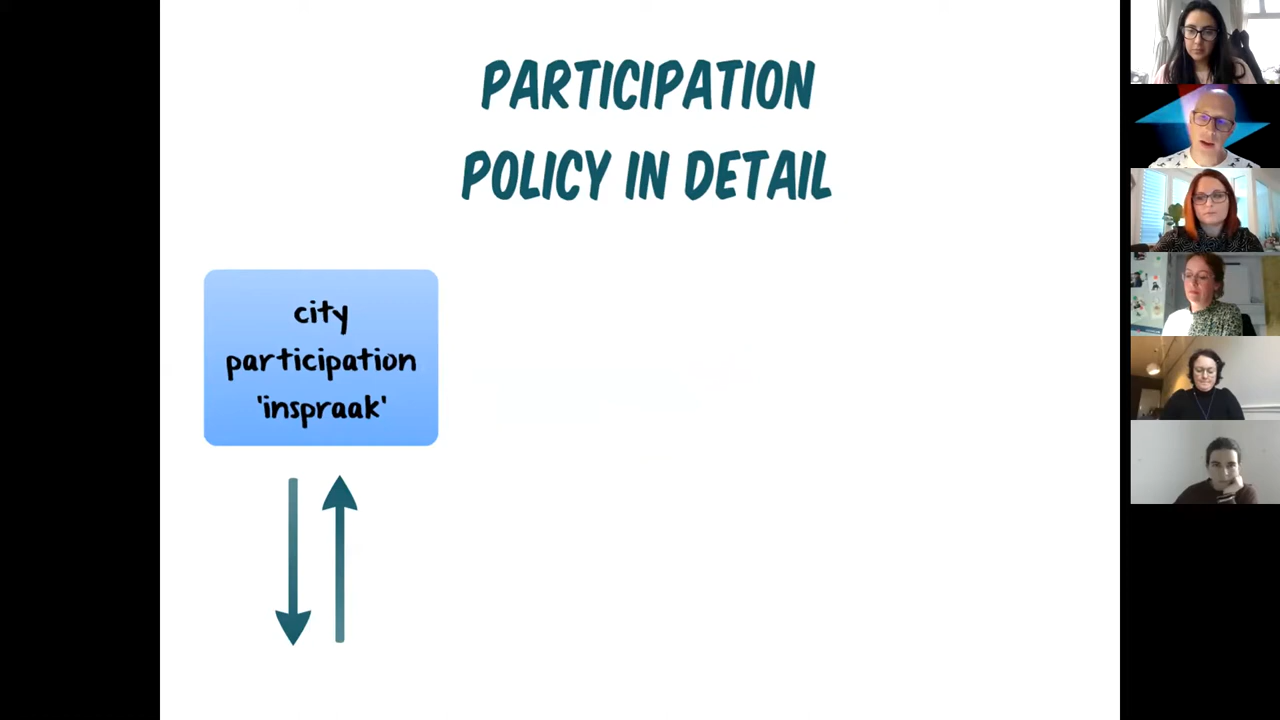 PARTICIPATION
POLICY IN DETAIL
city
participation
'inspraak'